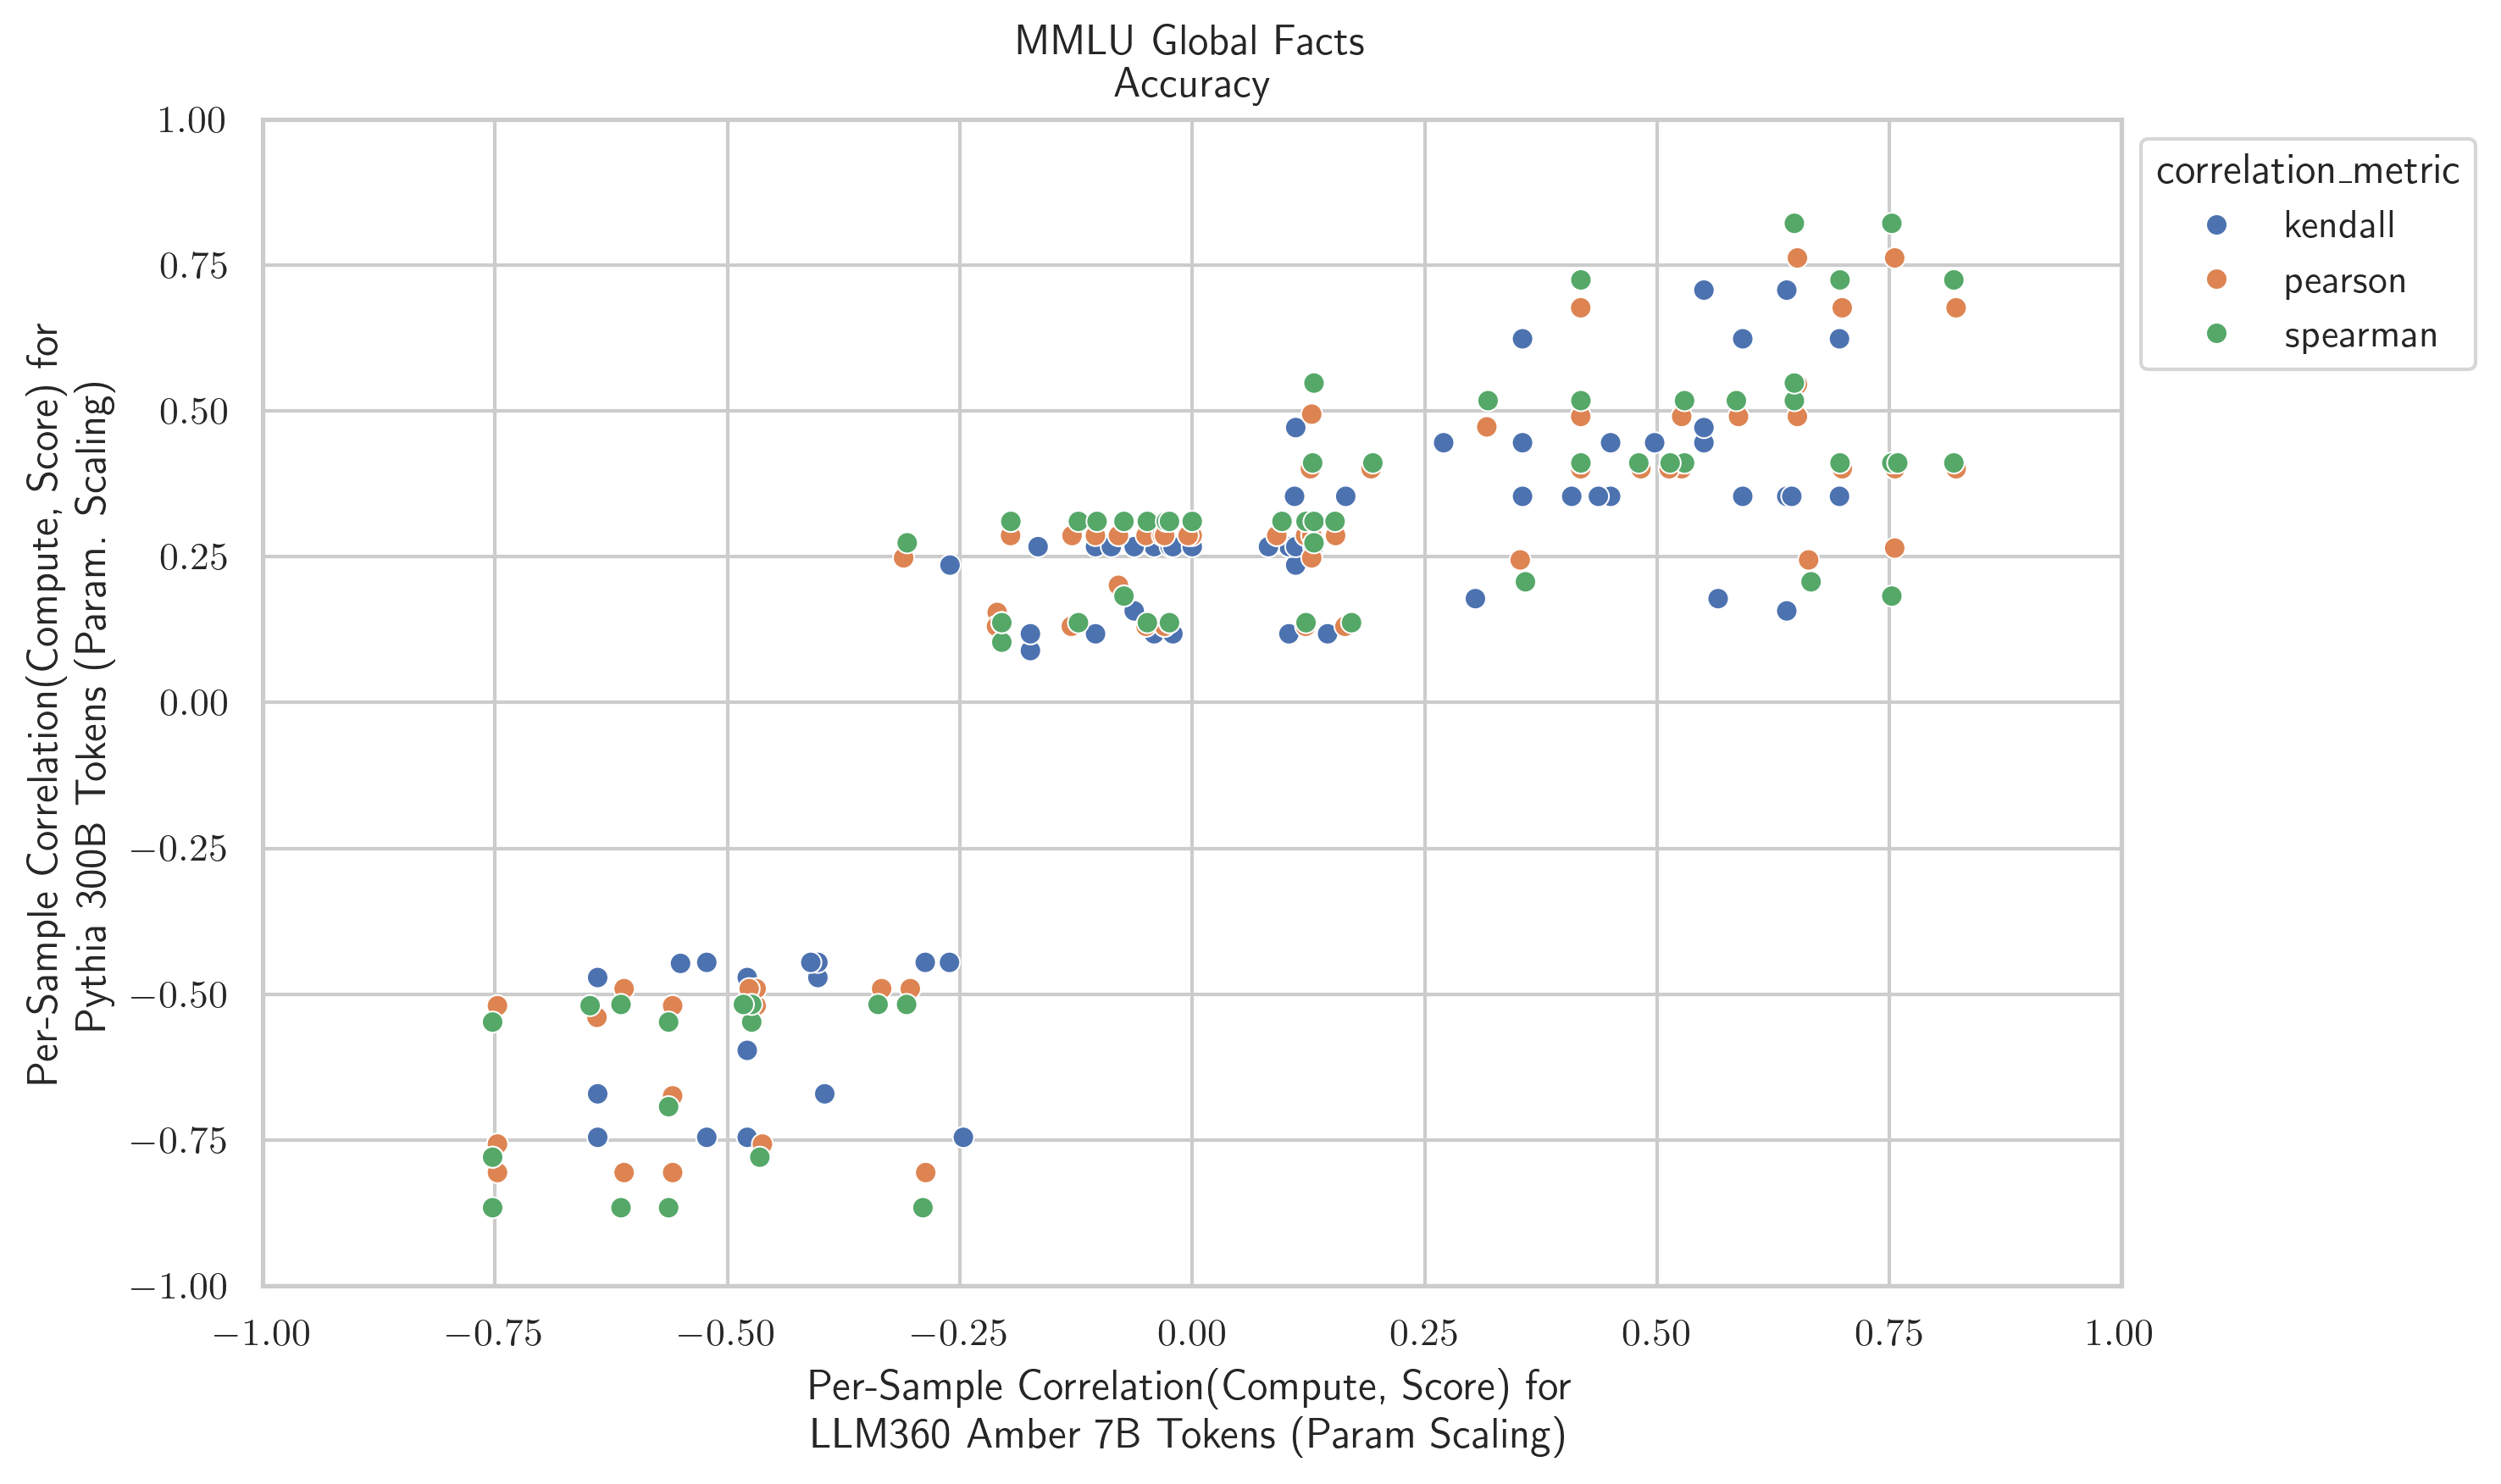 MMLU Global Facts
Accuracy
Per-Sample Correlation(Compute, Score) for
Pythia 300B Tokens (Param. Scaling)
1.00
0.75
0.50
0.25
0.00
−0.25
−0.50
−0.75
−1.00
−1.00 −0.75 −0.50 −0.25 0.00 0.25 0.50 0.75 1.00
Per-Sample Correlation(Compute, Score) for
LLM360 Amber 7B Tokens (Param Scaling)
correlation_metric
kendall
pearson
spearman